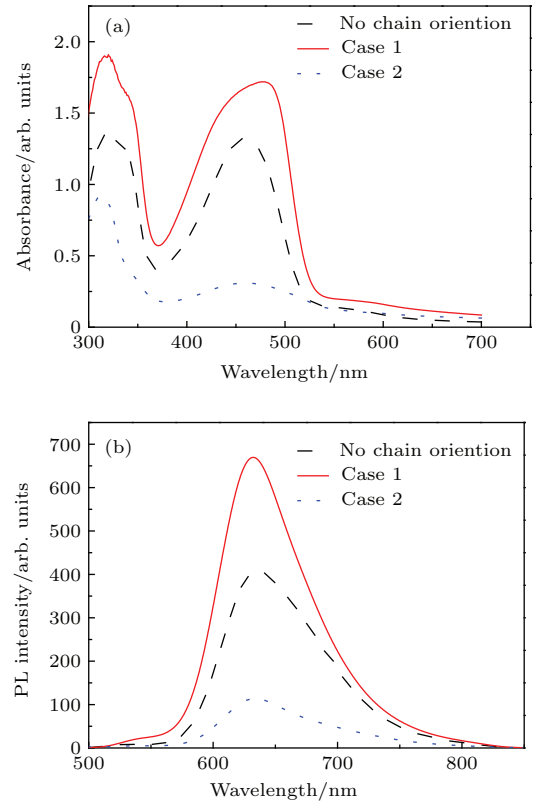 (a)
No chain orientation
Case 1
Case 2
Absorbance/arb. units
2.0
1.5
1.0
0.5
0
300
400
500
600
700
Wavelength/nm
(b)
No chain orientation
Case 1
Case 2
PL intensity/arb. units
700
600
500
400
300
200
100
0
500
600
700
800
Wavelength/nm